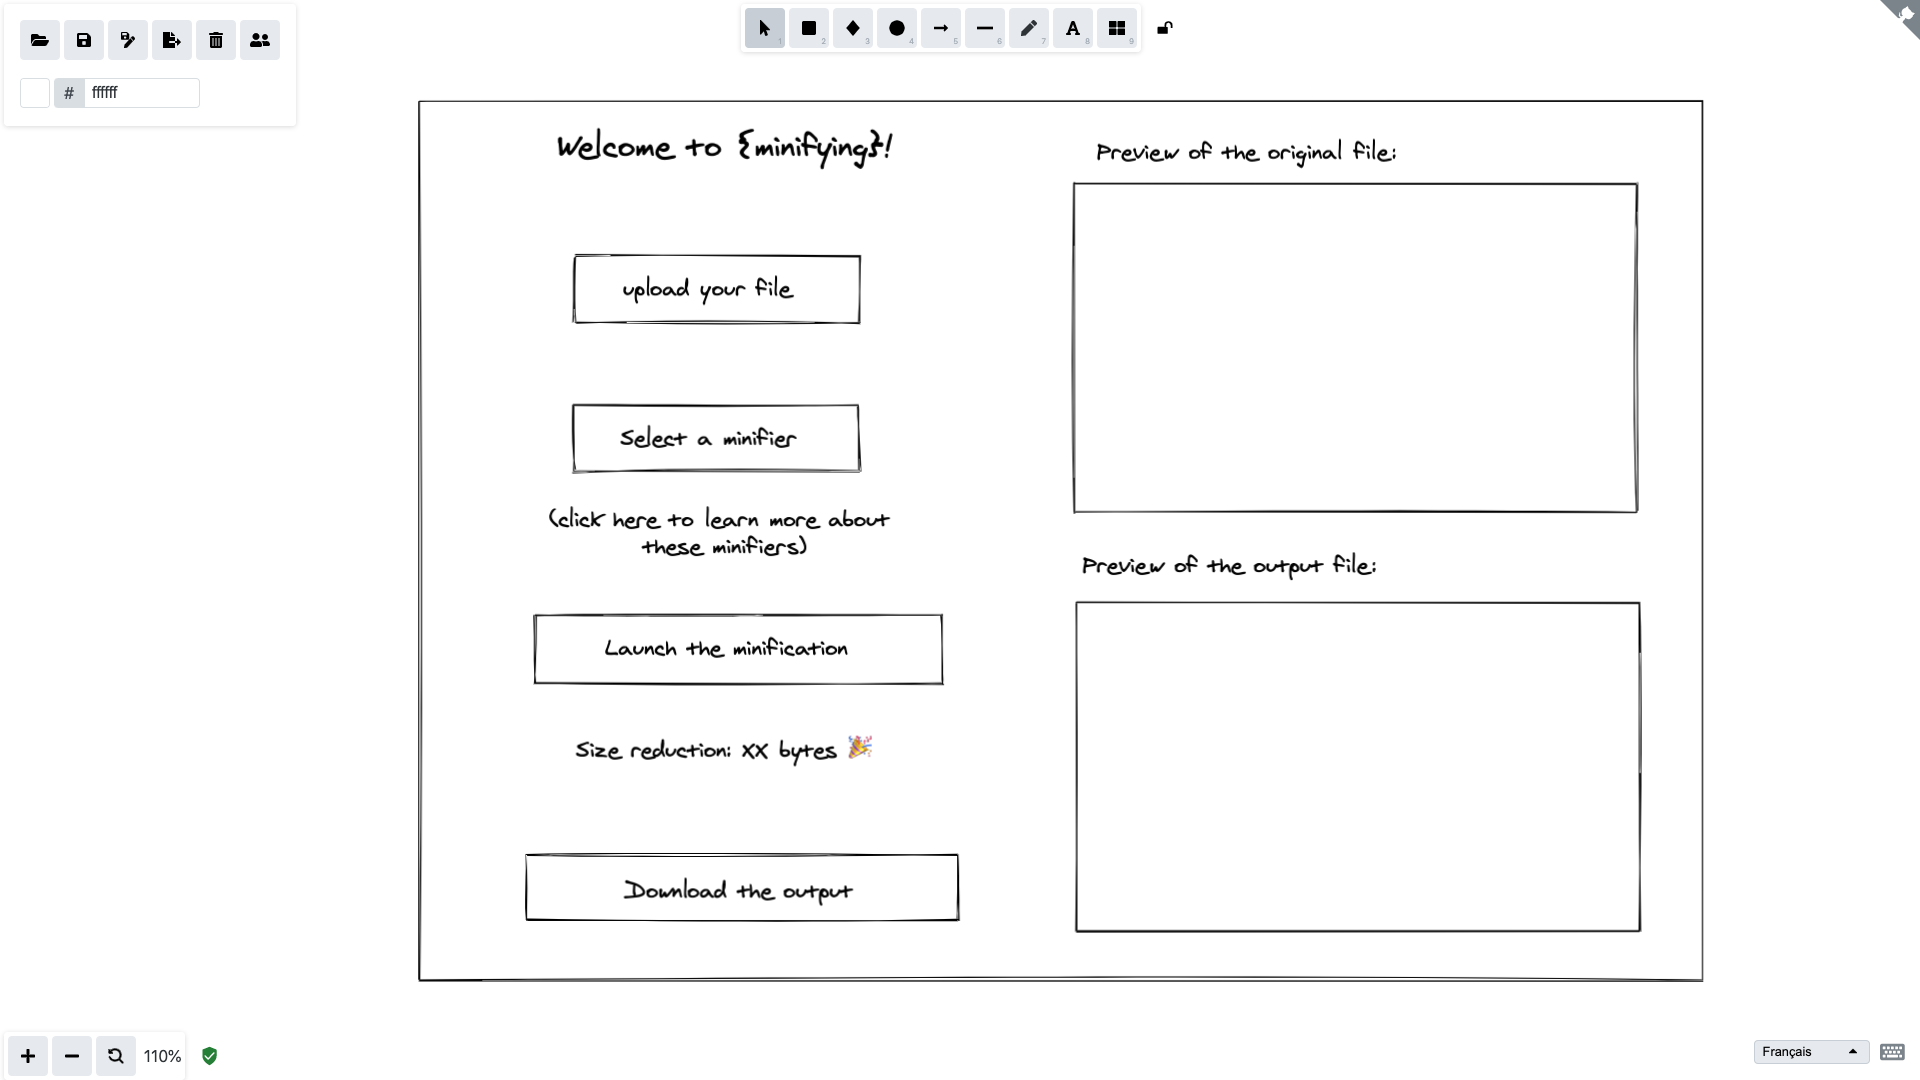 1
2
3
4
5
6
7
8
9
# ffffff
Welcome to {minifying}!
upload your file
Select a minifier
(click here to learn more about
these minifiers)
Launch the minification
Size reduction: XX bytes 🎉
Download the output
Preview of the original file:
Preview of the output file:
110%
Français